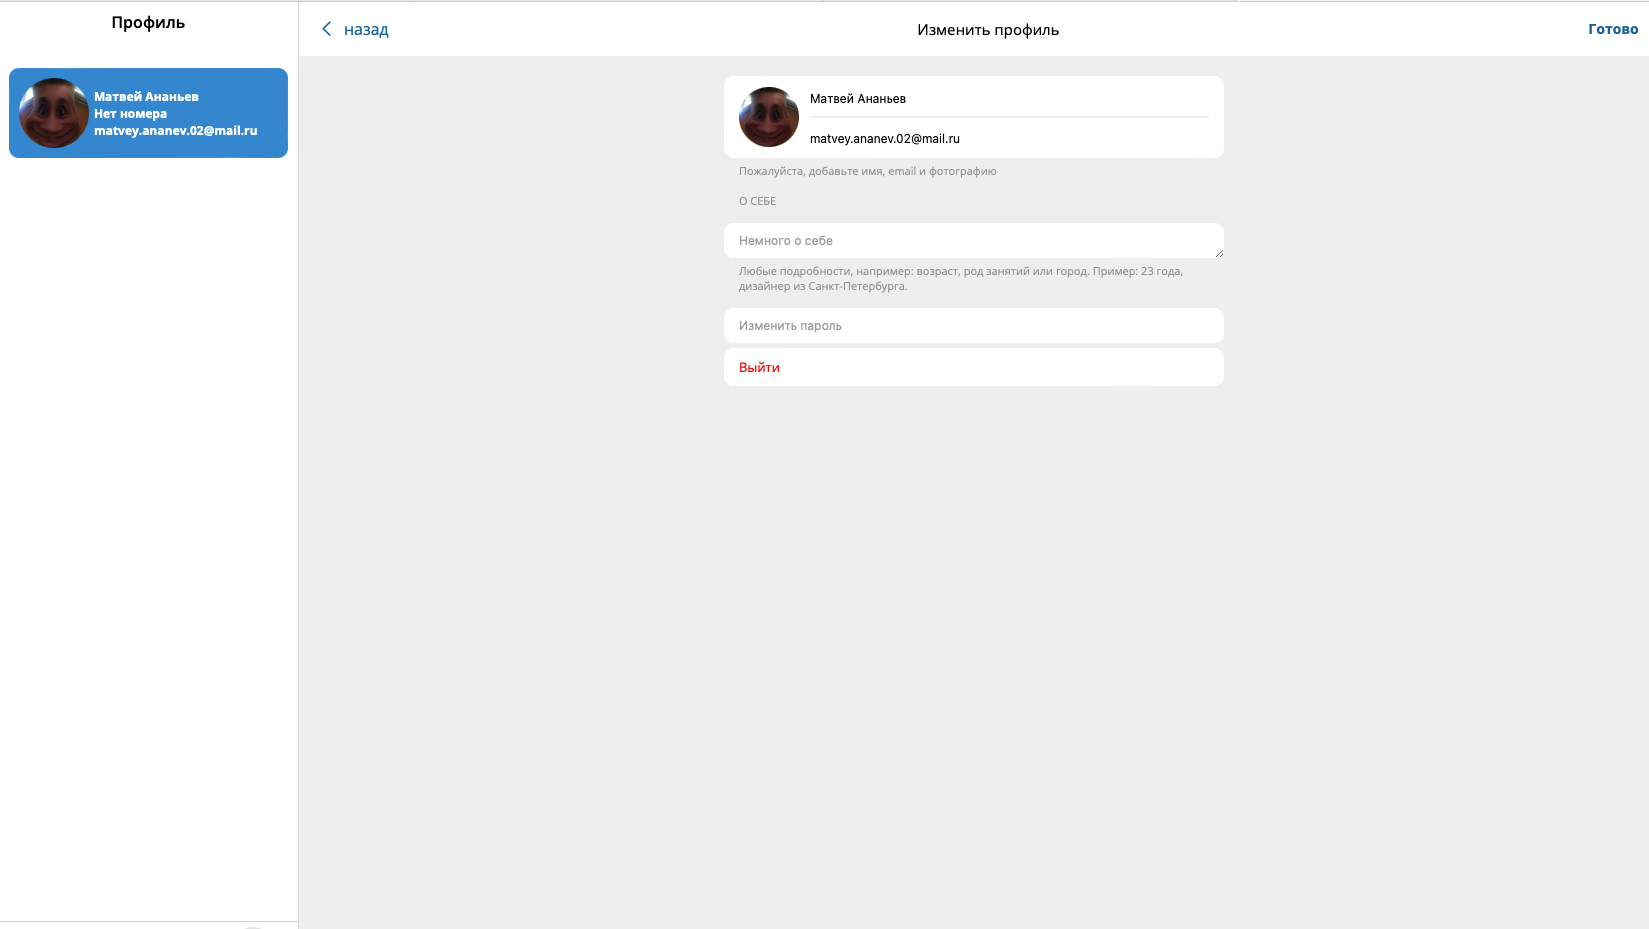 Профиль
Матвей Ананьев
Нет номера
matvey.ananev.02@mail.ru
назад
Изменить профиль
Готово
Матвей Ананьев
matvey.ananev.02@mail.ru
Пожалуйста, добавьте имя, email и фотографию
О СЕБЕ
Немного о себе
Любые подробности, например: возраст, род занятий или город. Пример: 23 года,
дизайнер из Санкт-Петербурга.
Изменить пароль
Выйти